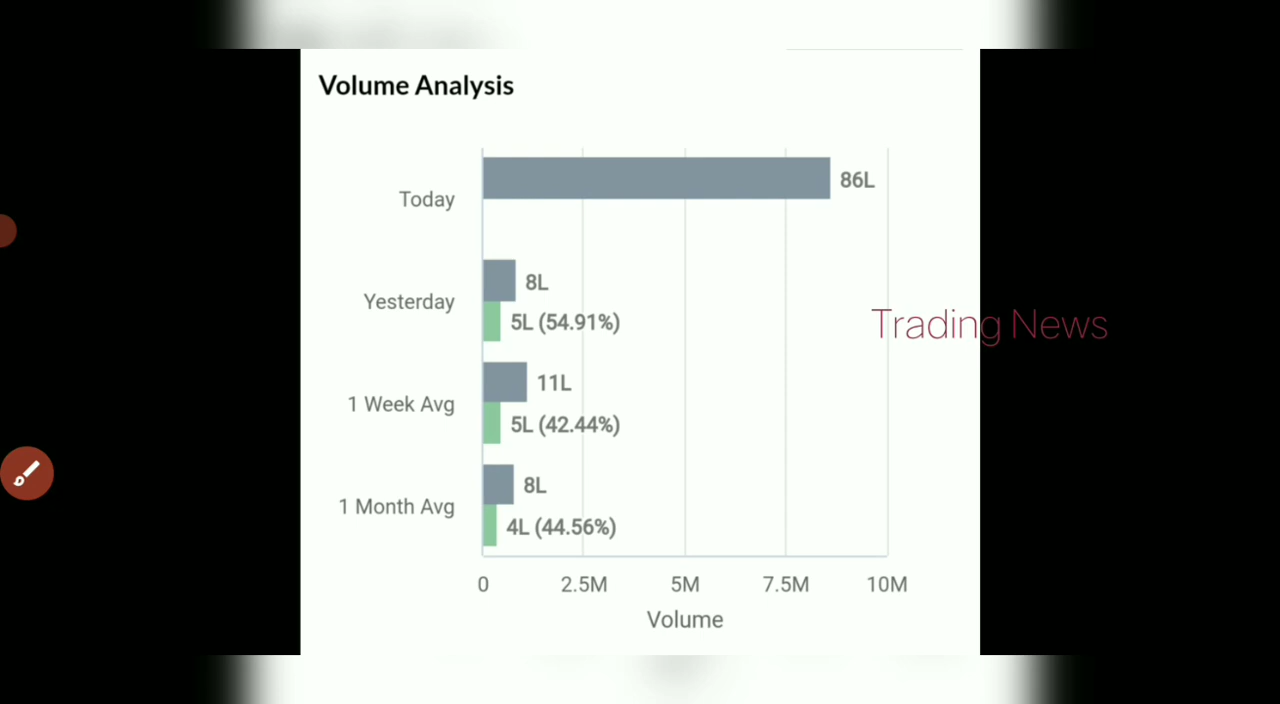 Volume Analysis
Today
86L
Yesterday
8L
5L (54.91%)
1 Week Avg
11L
5L (42.44%)
1 Month Avg
8L
4L (44.56%)
0 2.5M 5M 7.5M 10M
Volume
Trading News